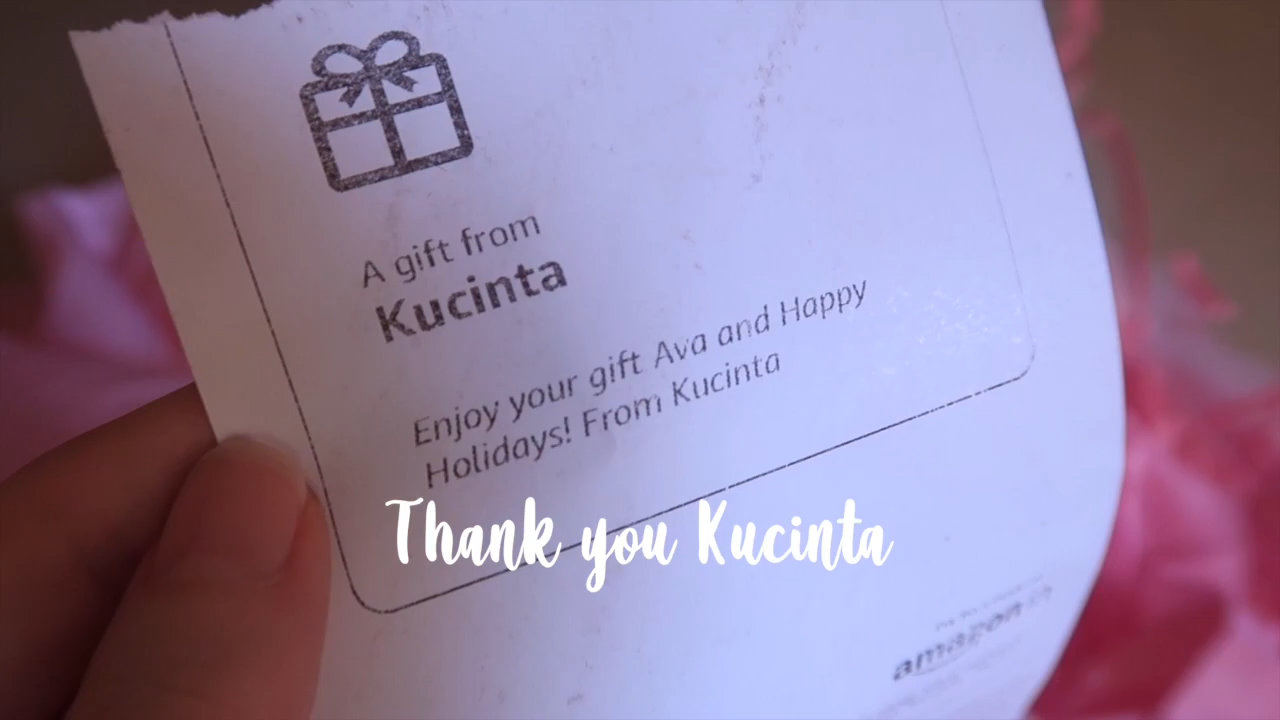 A gift from
Kucinta
Enjoy your gift Ava and Happy
Holidays! From Kucinta
Thank you Kucinta
amazon